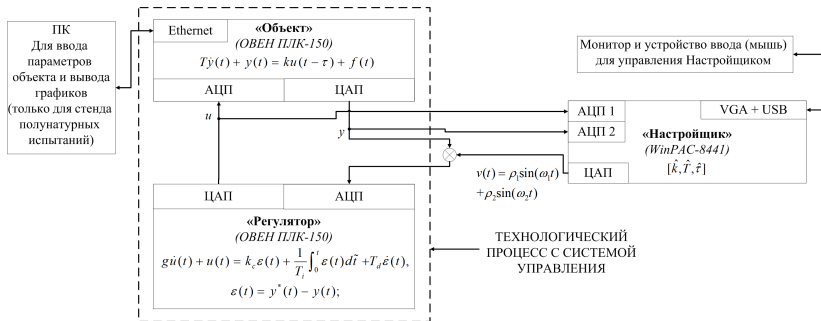 ПК
Для ввода
параметров
объекта и вывода
графиков
(только для стенда
полунатурных
испытаний)
Ethernet
«Объект»
(ОВЕН ПЛК-150)
Tẏ(t) + y(t) = ku(t − τ) + f(t)
АЦП
ЦАП
u
y
Монитор и устройство ввода (мышь)
для управления Настройщиком
АЦП 1
VGA + USB
АЦП 2
«Настройщик»
(WinPAC-8441)
ЦАП
[k̂,T̂,τ̂]
v(t) = ρ₁sin(ω₁t)
+ρ₂sin(ω₂t)
ЦАП
АЦП
«Регулятор»
(ОВЕН ПЛК-150)
gu̇(t) + u(t) = k_c ε(t) + 1/T_i ∫₀ᵗ ε(t)dt̃ + T_d ε̇(t),
ε(t) = y*(t) − y(t);
ТЕХНОЛОГИЧЕСКИЙ
ПРОЦЕСС С СИСТЕМОЙ
УПРАВЛЕНИЯ